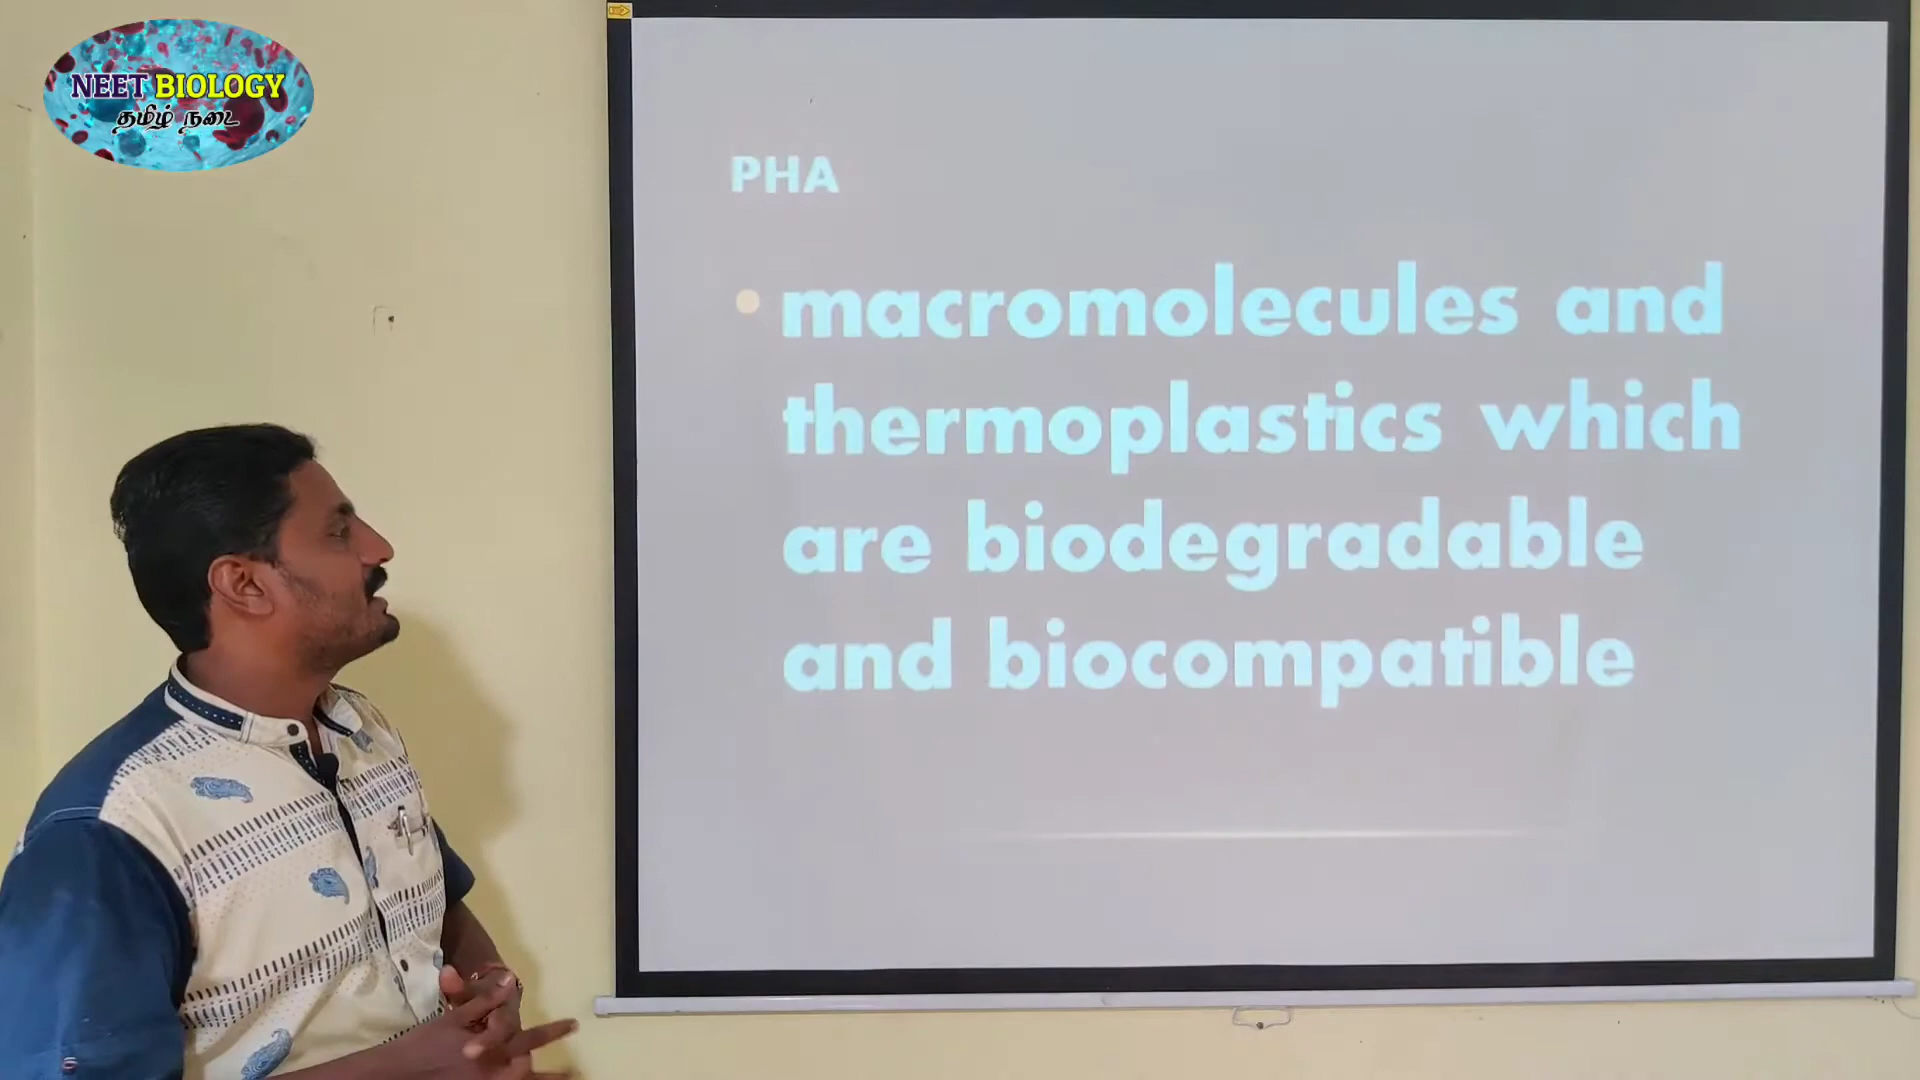 NEET BIOLOGY
தமிழ் நடை
PHA
• macromolecules and
thermoplastics which
are biodegradable
and biocompatible